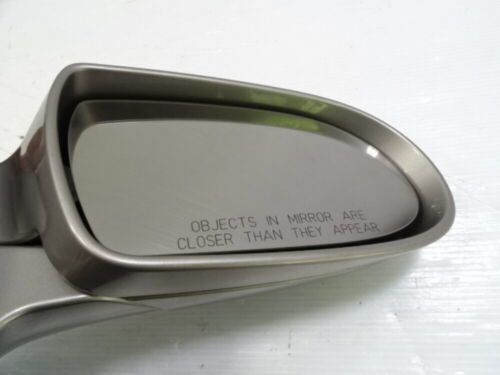 OBJECTS IN MIRROR ARE
CLOSER THAN THEY APPEAR